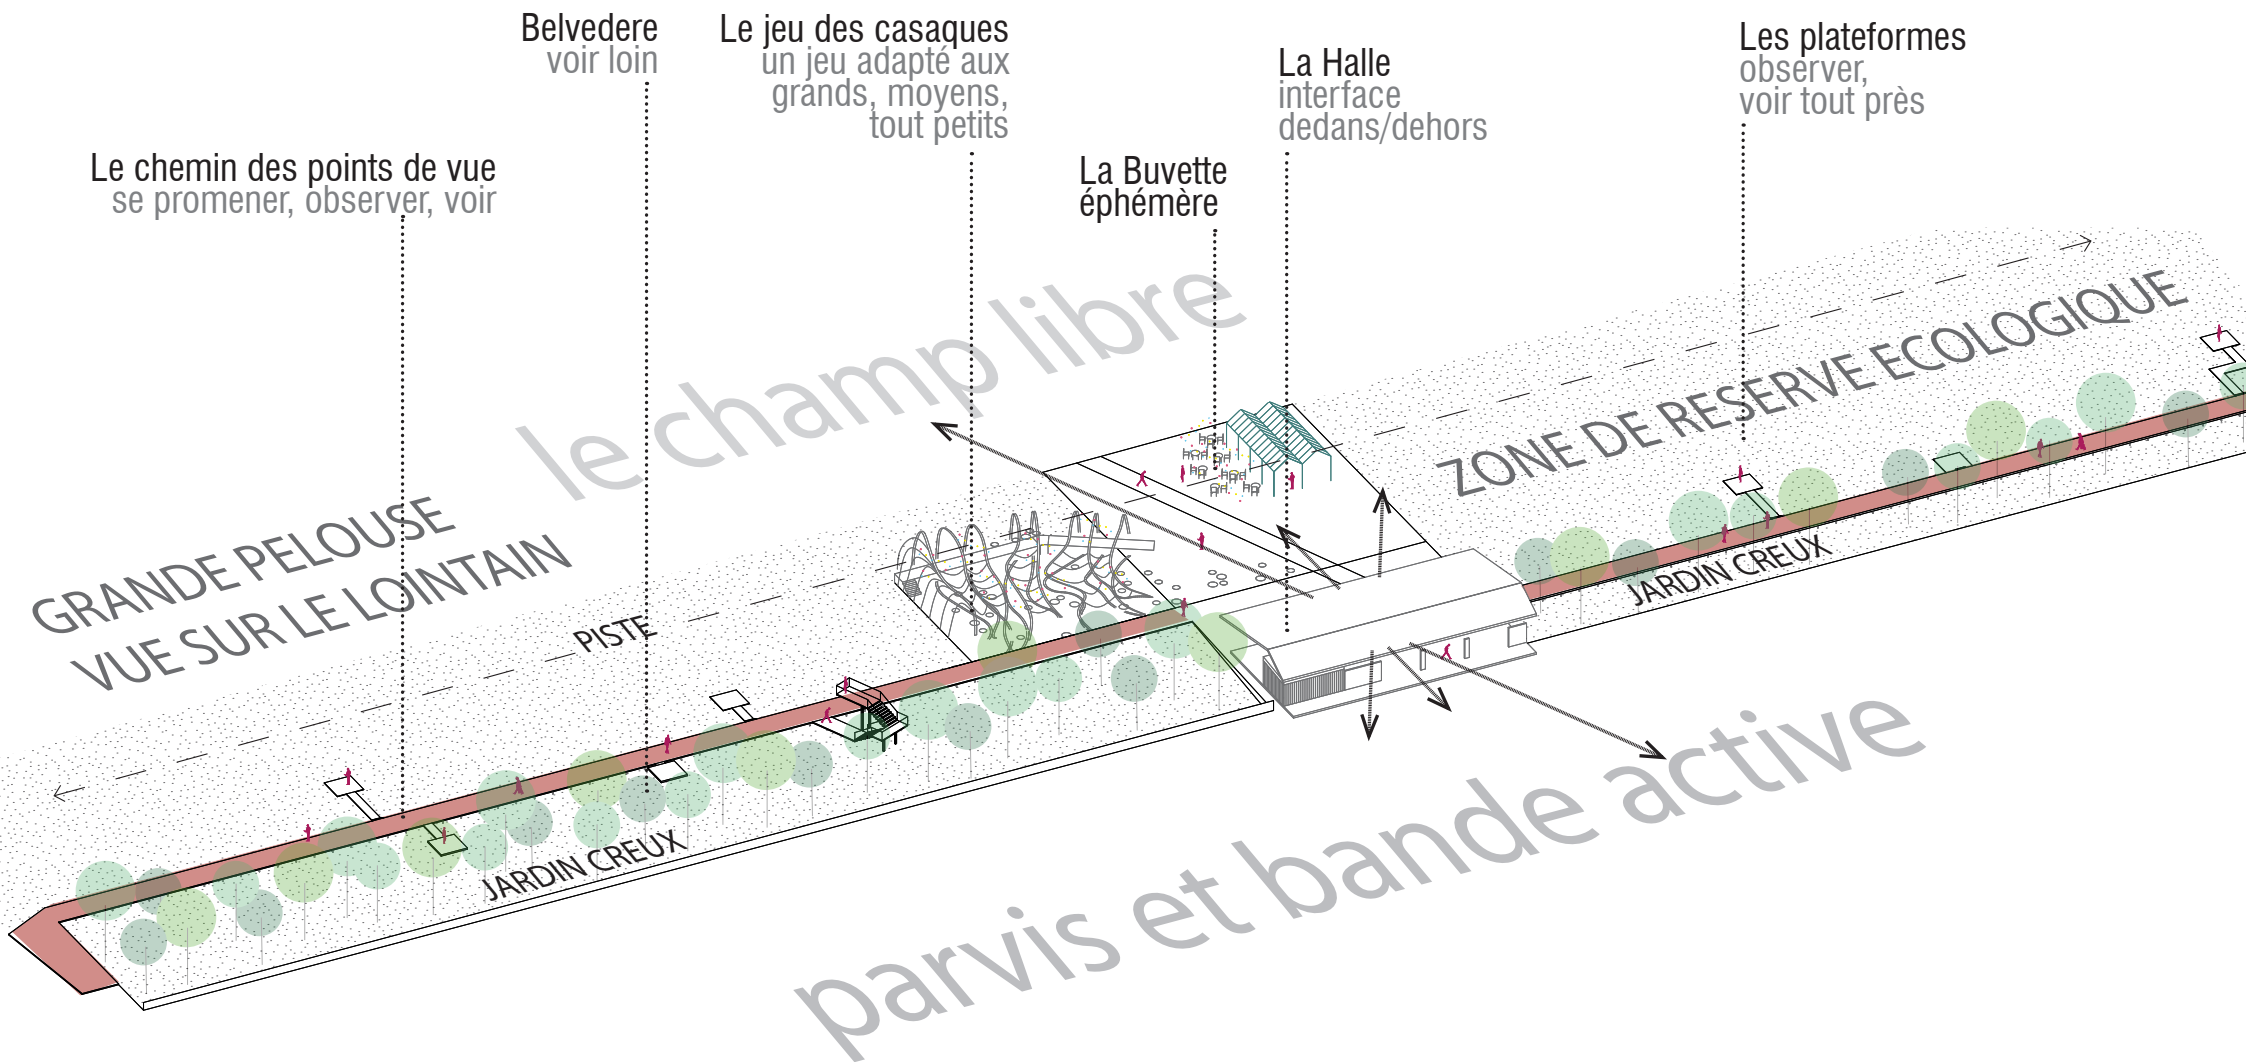 Belvedere
voir loin
Le jeu des casaques
un jeu adapté aux
grands, moyens,
tout petits
La Halle
interface
dedans/dehors
Les plateformes
observer,
voir tout près
Le chemin des points de vue
se promener, observer, voir
La Buvette
éphémère
le champ libre
ZONE DE RESERVE ECOLOGIQUE
GRANDE PELOUSE
VUE SUR LE LOINTAIN
PISTE
JARDIN CREUX
JARDIN CREUX
parvis et bande active